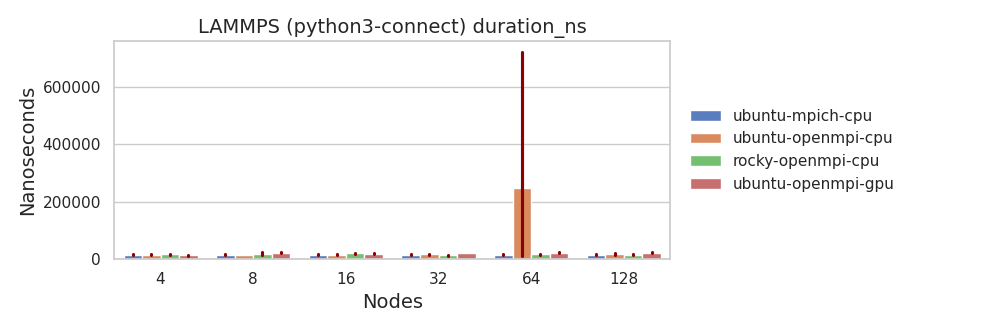 LAMMPS (python3-connect) duration_ns
Nanoseconds
600000
400000
200000
0
4 8 16 32 64 128
Nodes
ubuntu-mpich-cpu
ubuntu-openmpi-cpu
rocky-openmpi-cpu
ubuntu-openmpi-gpu